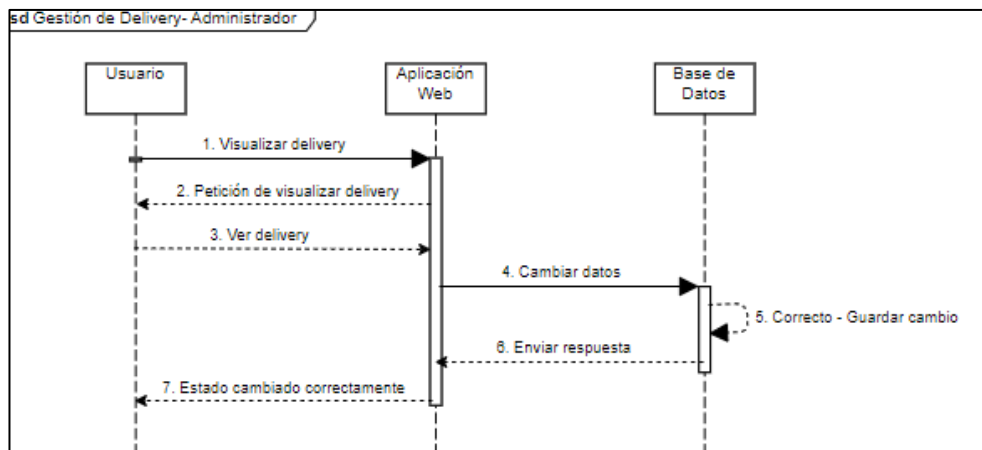 sd Gestión de Delivery- Administrador
Usuario
Aplicación
Web
Base de
Datos
1. Visualizar delivery
2. Petición de visualizar delivery
3. Ver delivery
4. Cambiar datos
5. Correcto - Guardar cambio
6. Enviar respuesta
7. Estado cambiado correctamente